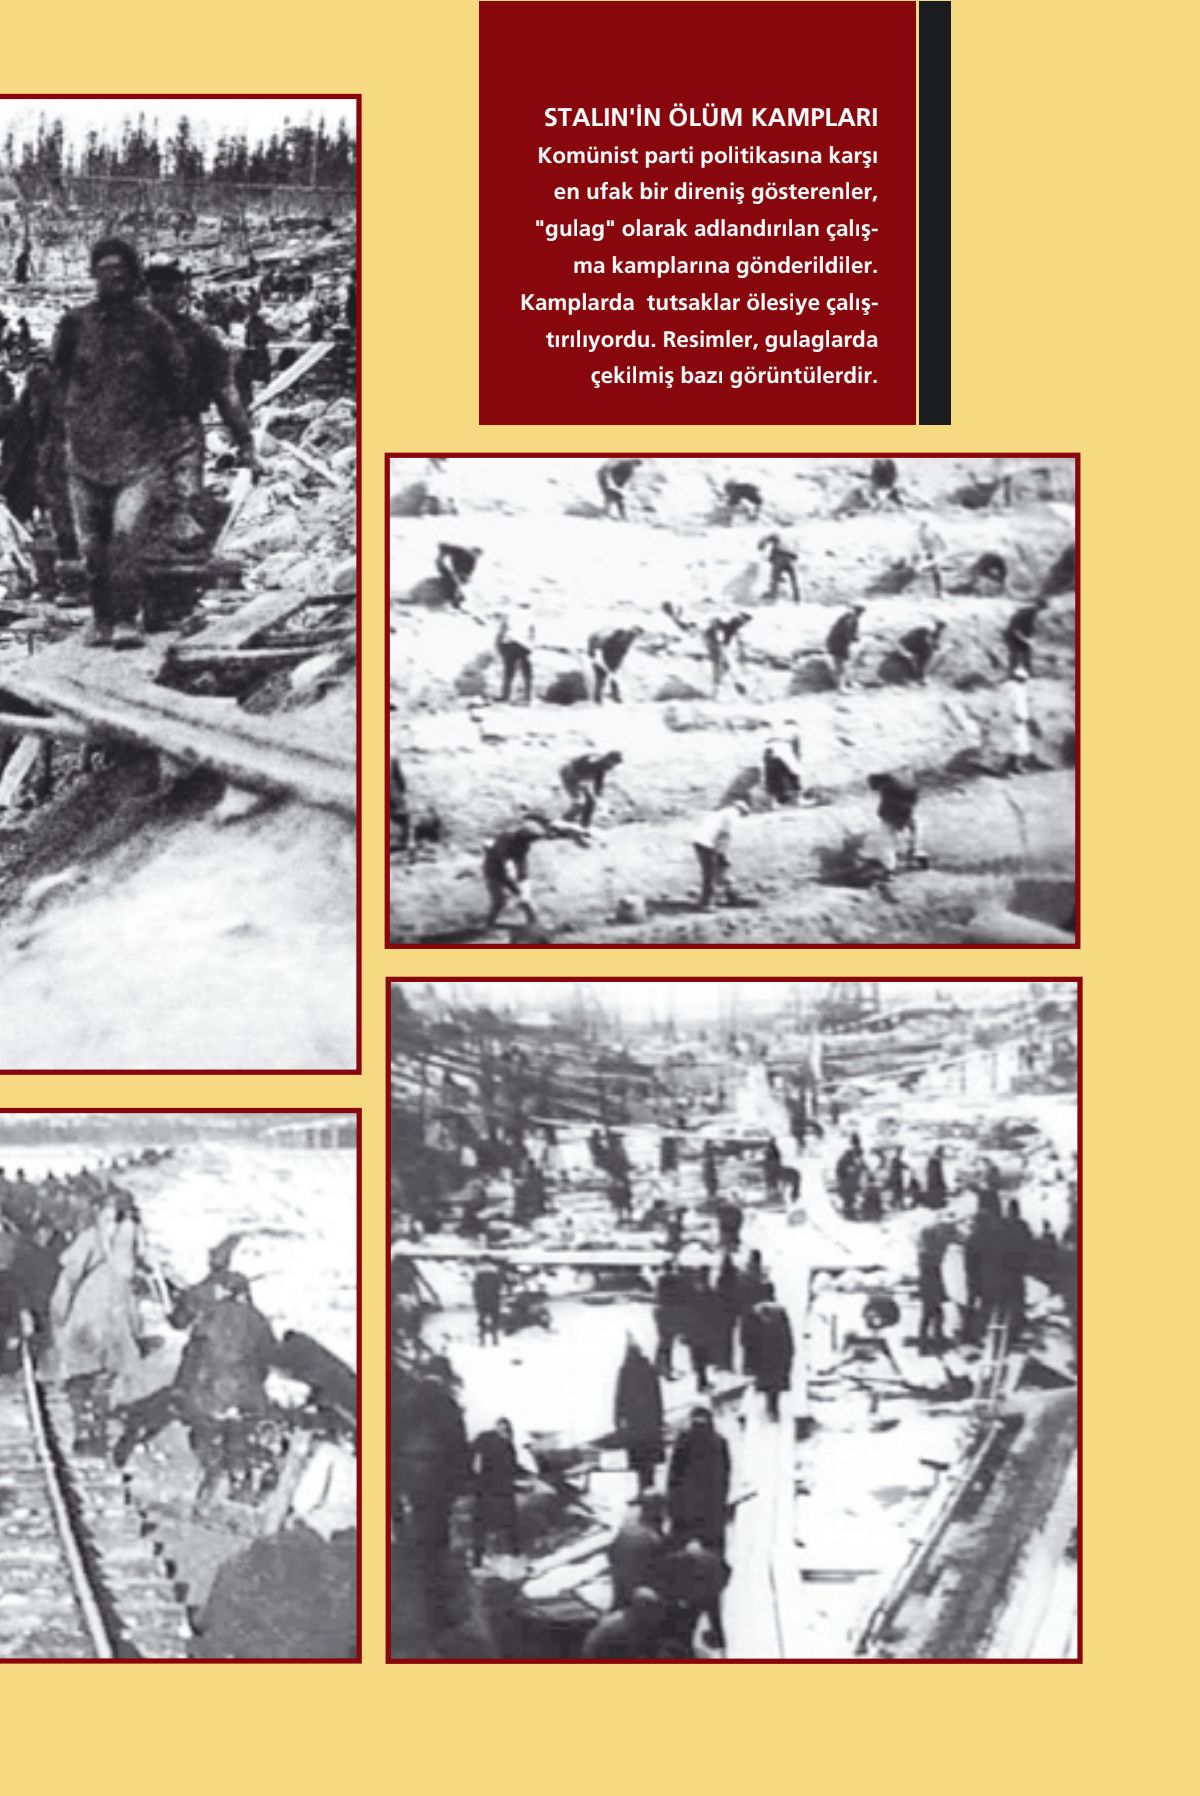 STALIN'İN ÖLÜM KAMPLARI
Komünist parti politikasına karşı
en ufak bir direniş gösterenler,
"gulag" olarak adlandırılan çalış-
ma kamplarına gönderildiler.
Kamplarda  tutsaklar ölesiye çalış-
tırılıyordu. Resimler, gulaglarda
çekilmiş bazı görüntülerdir.